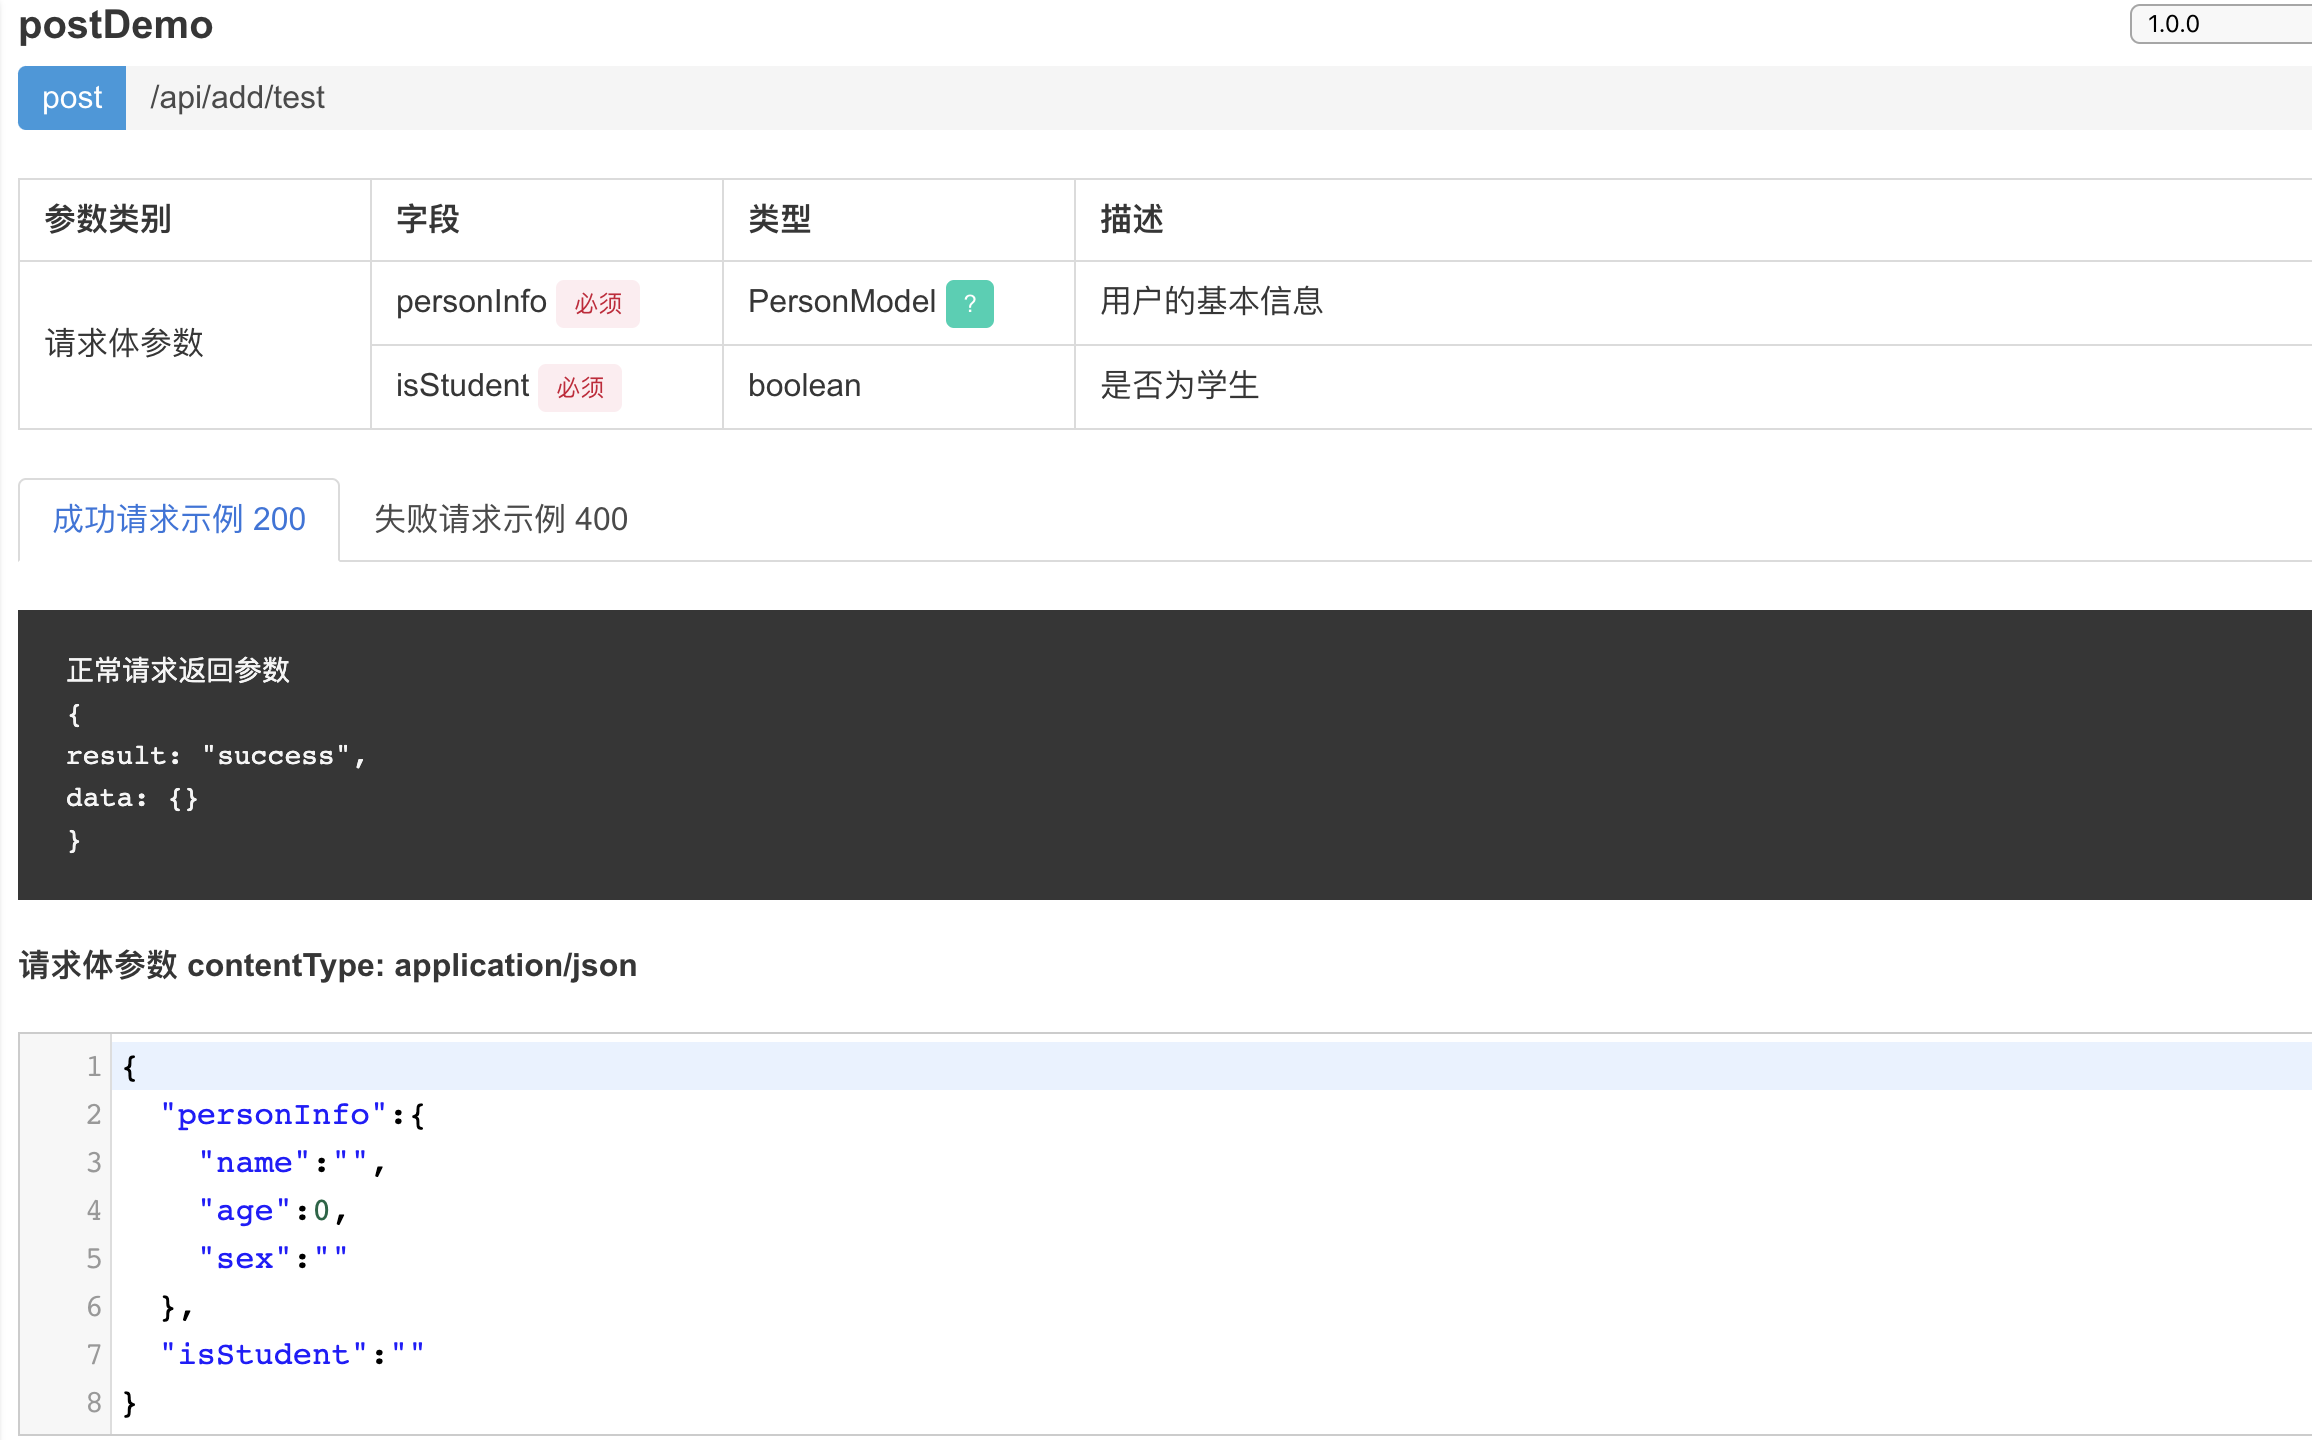 postDemo
1.0.0
post /api/add/test
参数类别 字段 类型 描述
请求体参数
personInfo 必须 PersonModel ? 用户的基本信息
isStudent 必须 boolean 是否为学生
成功请求示例 200 失败请求示例 400
正常请求返回参数
{
result: "success",
data: {}
}
请求体参数 contentType: application/json
1 {
2 "personInfo":{
3 "name":"",
4 "age":0,
5 "sex":""
6 },
7 "isStudent":""
8 }